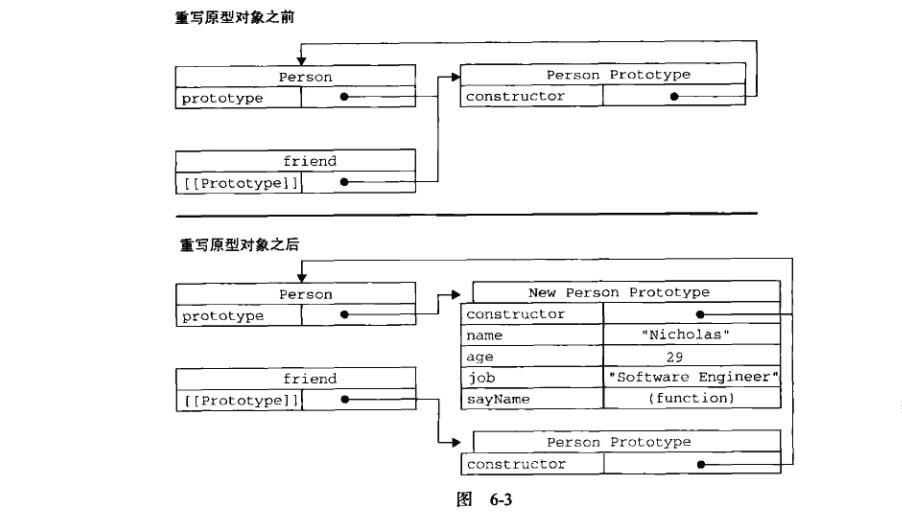 重写原型对象之前
Person
prototype
Person Prototype
constructor
friend
[[Prototype]]
重写原型对象之后
Person
prototype
New Person Prototype
constructor
name "Nicholas"
age 29
job "Software Engineer"
sayName (function)
friend
[[Prototype]]
Person Prototype
constructor
图 6-3